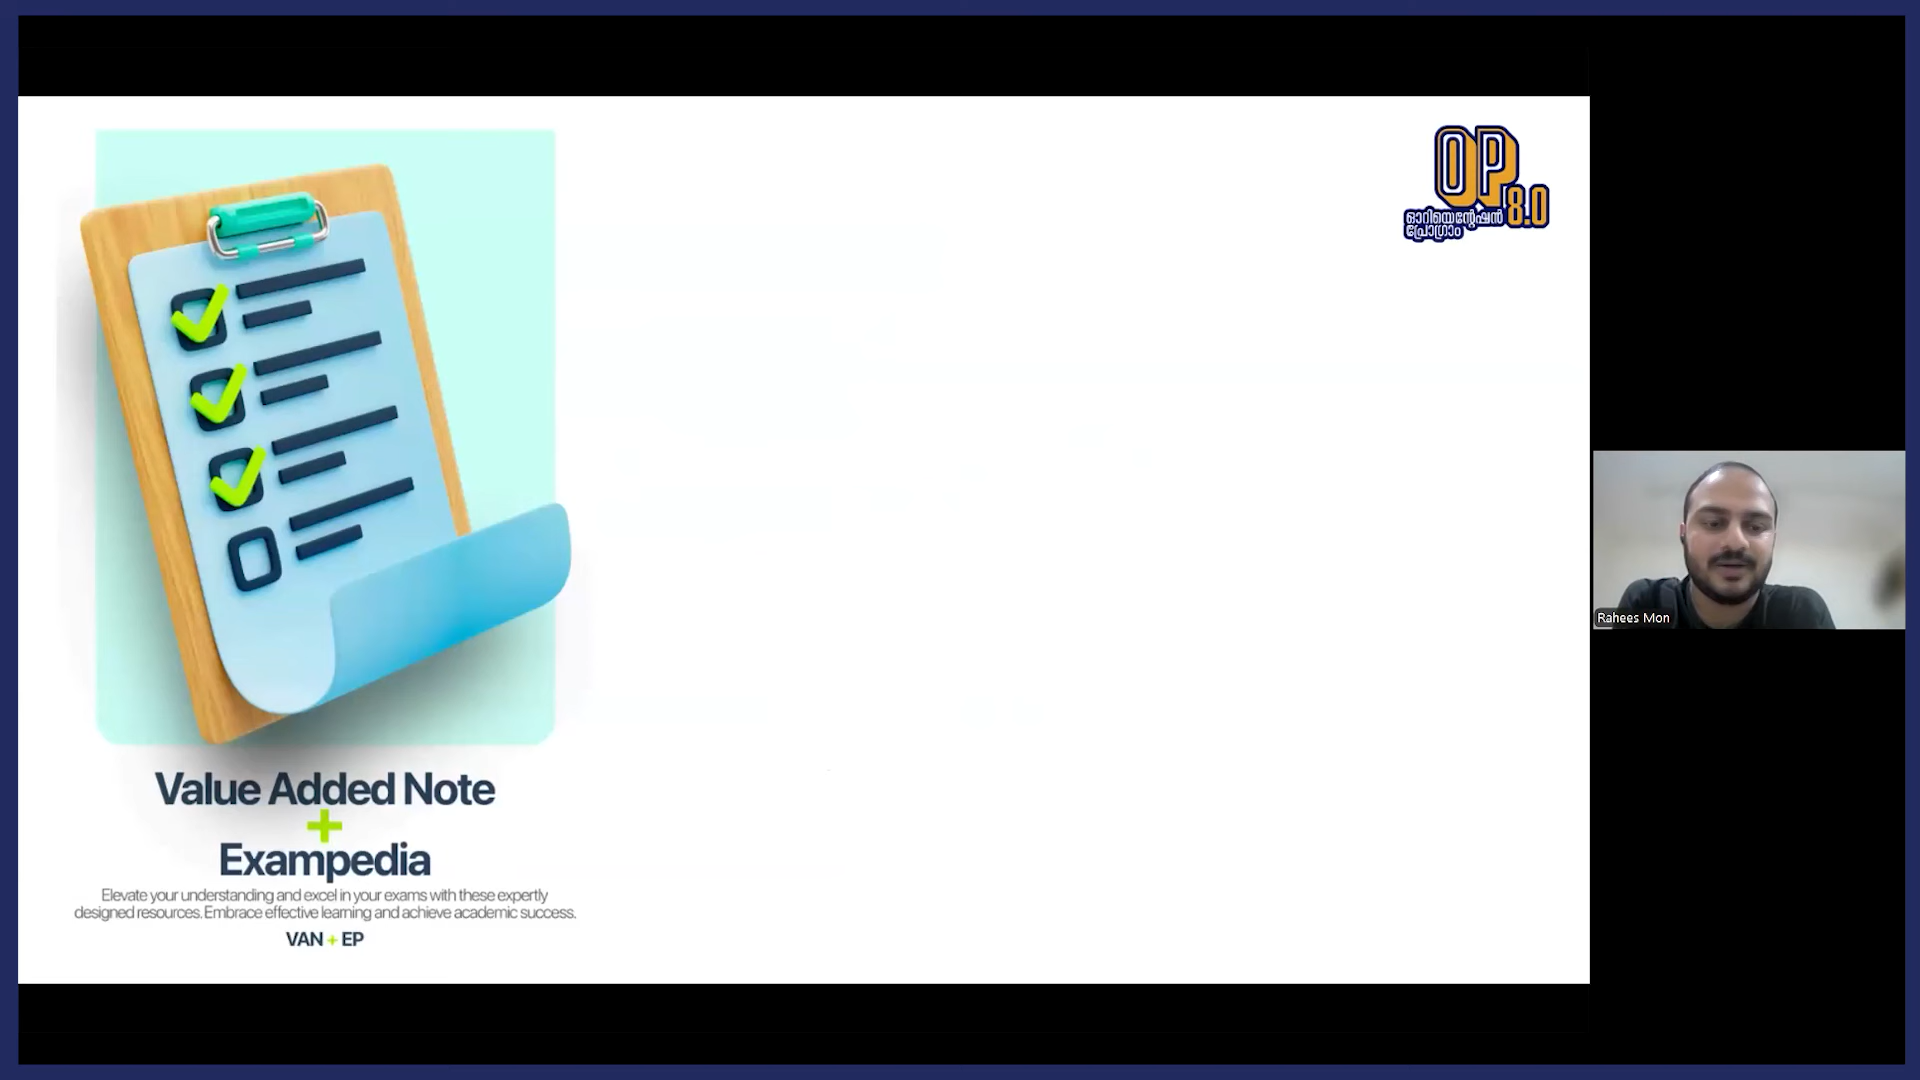 OP
8.0
ഓറിയെന്റേഷൻ
പ്രോഗ്രാം
Value Added Note
+
Exampedia
Elevate your understanding and excel in your exams with these expertly
designed resources. Embrace effective learning and achieve academic success.
VAN + EP
Rahees Mon